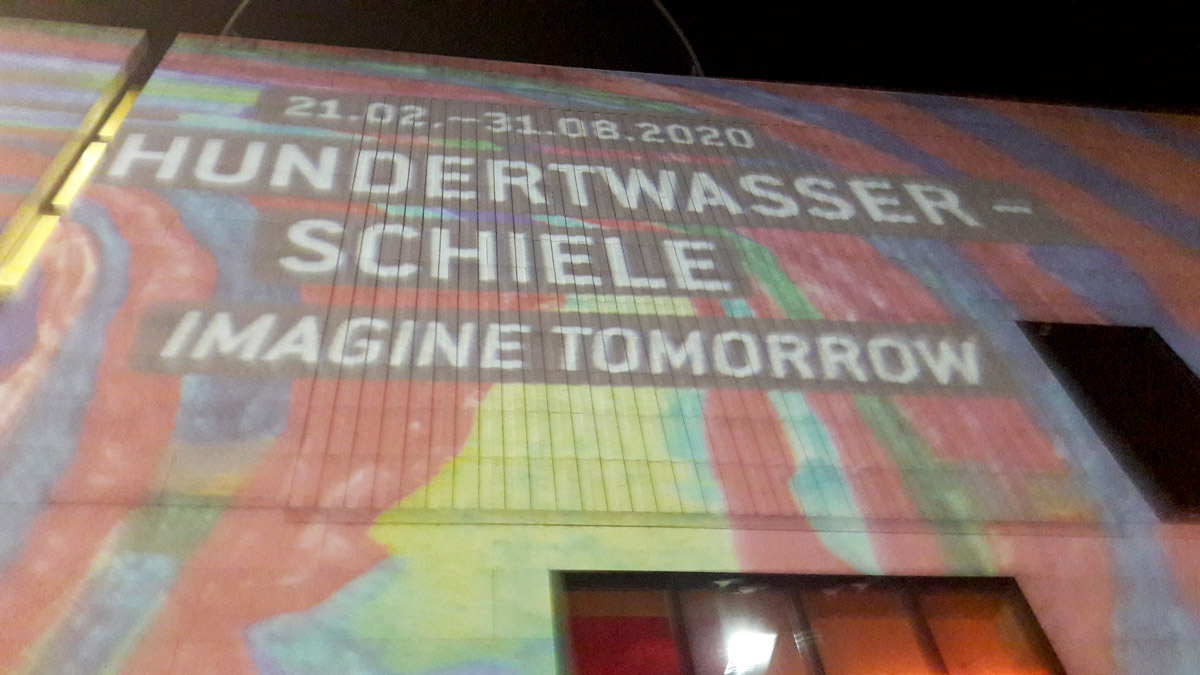 21.02.–31.08.2020
HUNDERTWASSER –
SCHIELE
IMAGINE TOMORROW